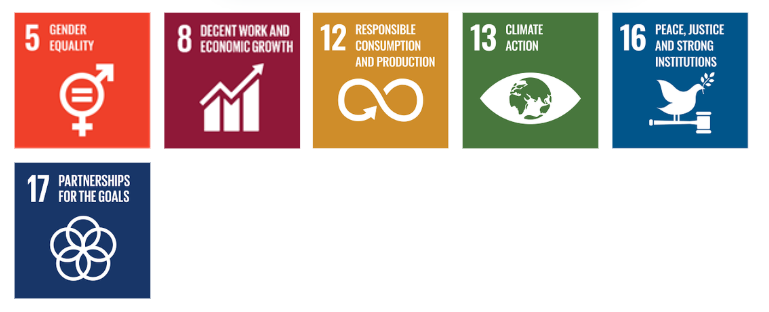 5 GENDER
EQUALITY
8 DECENT WORK AND
ECONOMIC GROWTH
12 RESPONSIBLE
CONSUMPTION
AND PRODUCTION
13 CLIMATE
ACTION
16 PEACE, JUSTICE
AND STRONG
INSTITUTIONS
17 PARTNERSHIPS
FOR THE GOALS